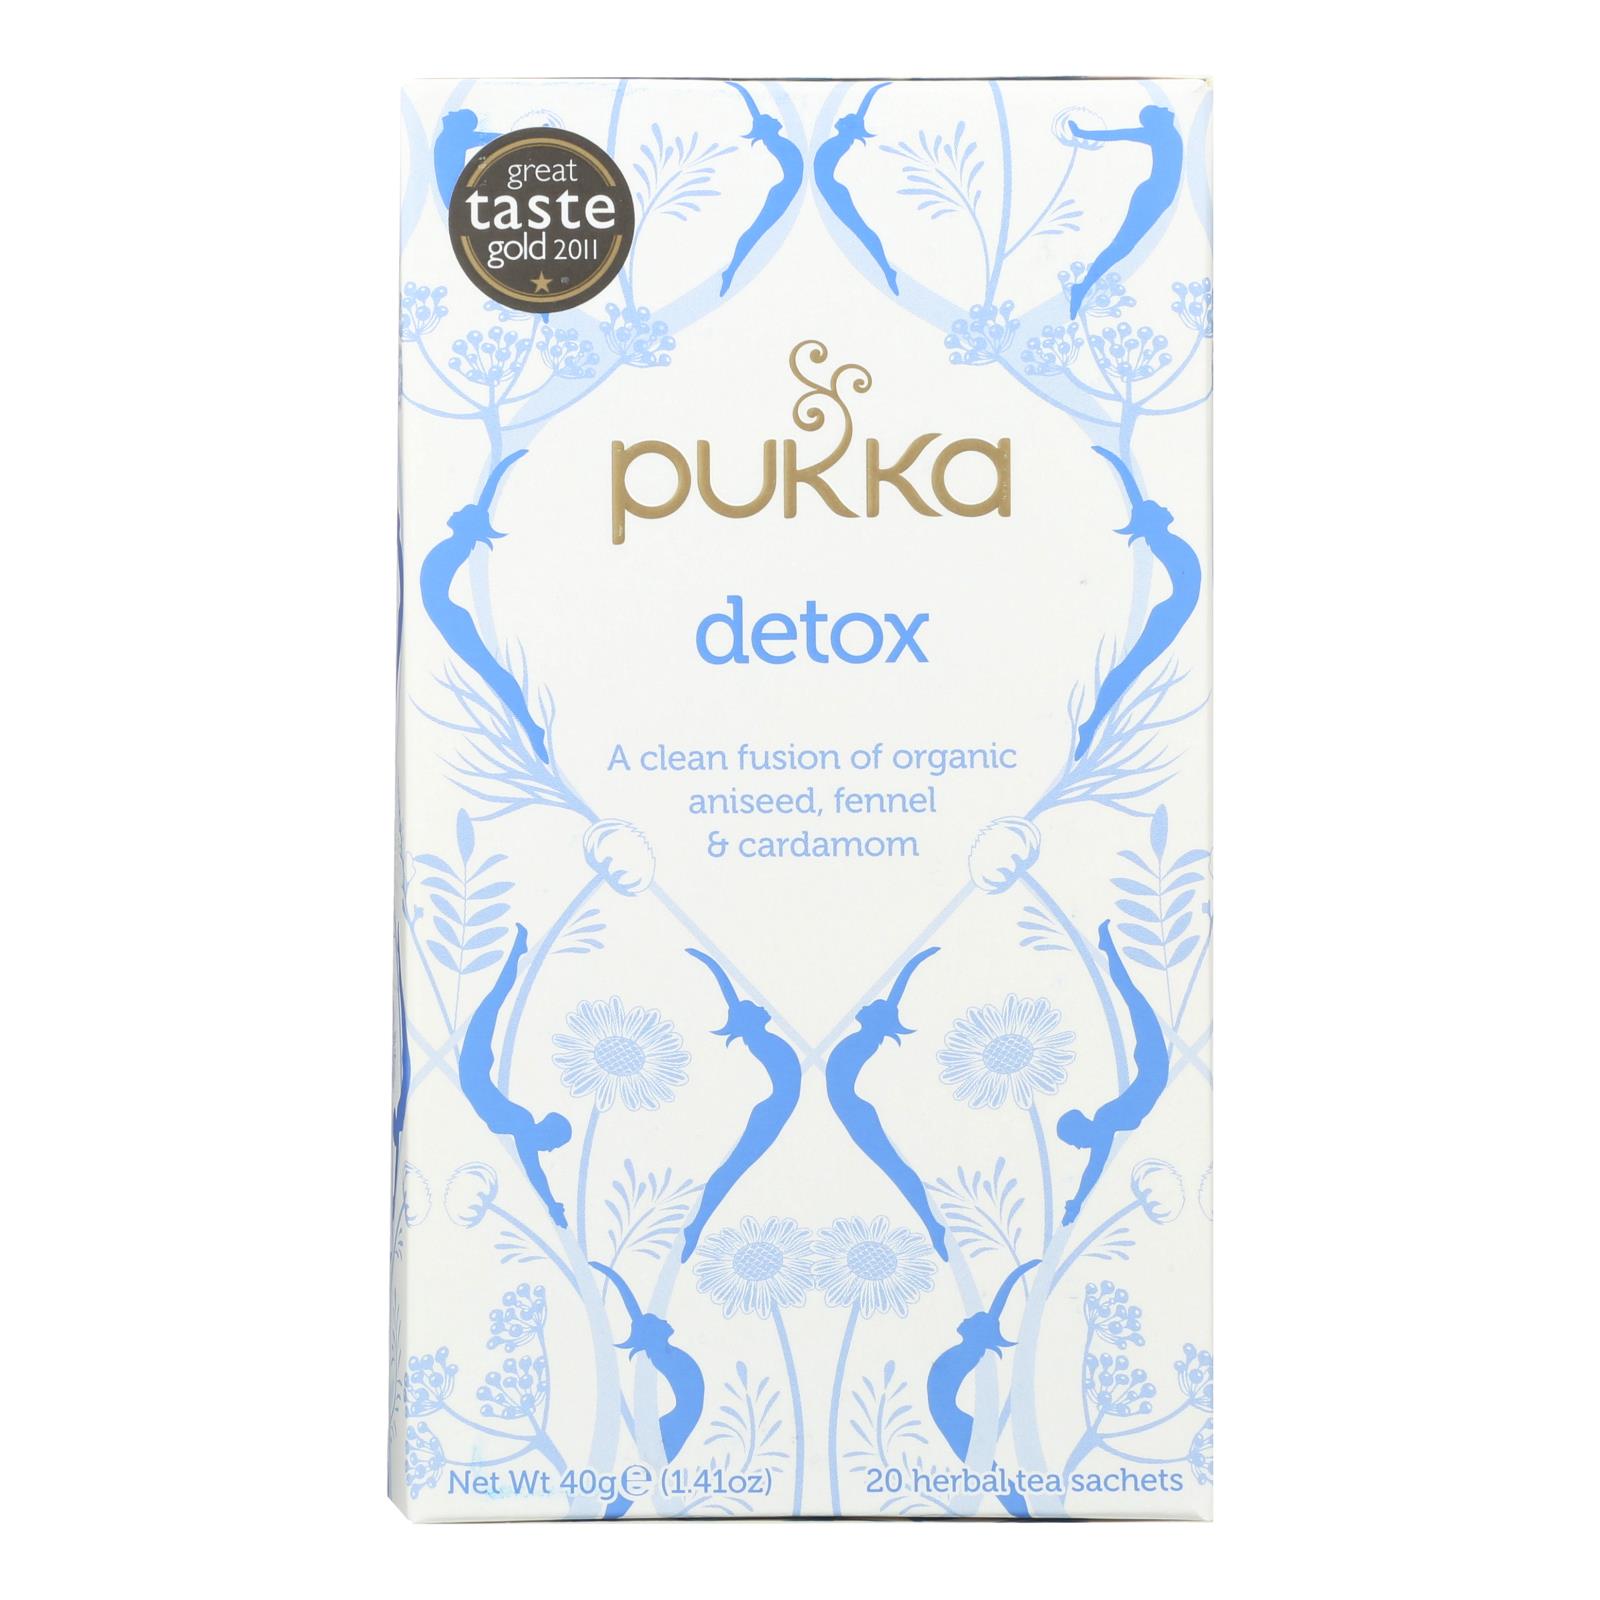 great
taste
gold 2011
pukka
detox
A clean fusion of organic
aniseed, fennel
& cardamom
Net Wt 40g℮ (1.41oz)
20 herbal tea sachets